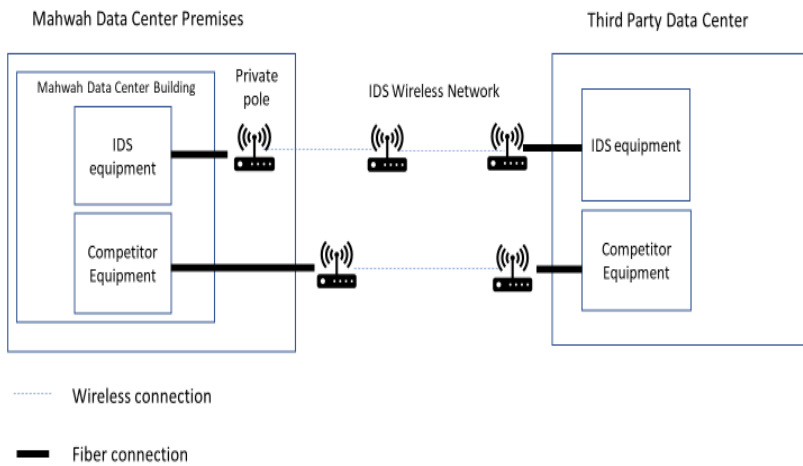 Mahwah Data Center Premises
Third Party Data Center
Mahwah Data Center Building
Private
pole
IDS Wireless Network
IDS
equipment
IDS equipment
Competitor
Equipment
Competitor
Equipment
Wireless connection
Fiber connection